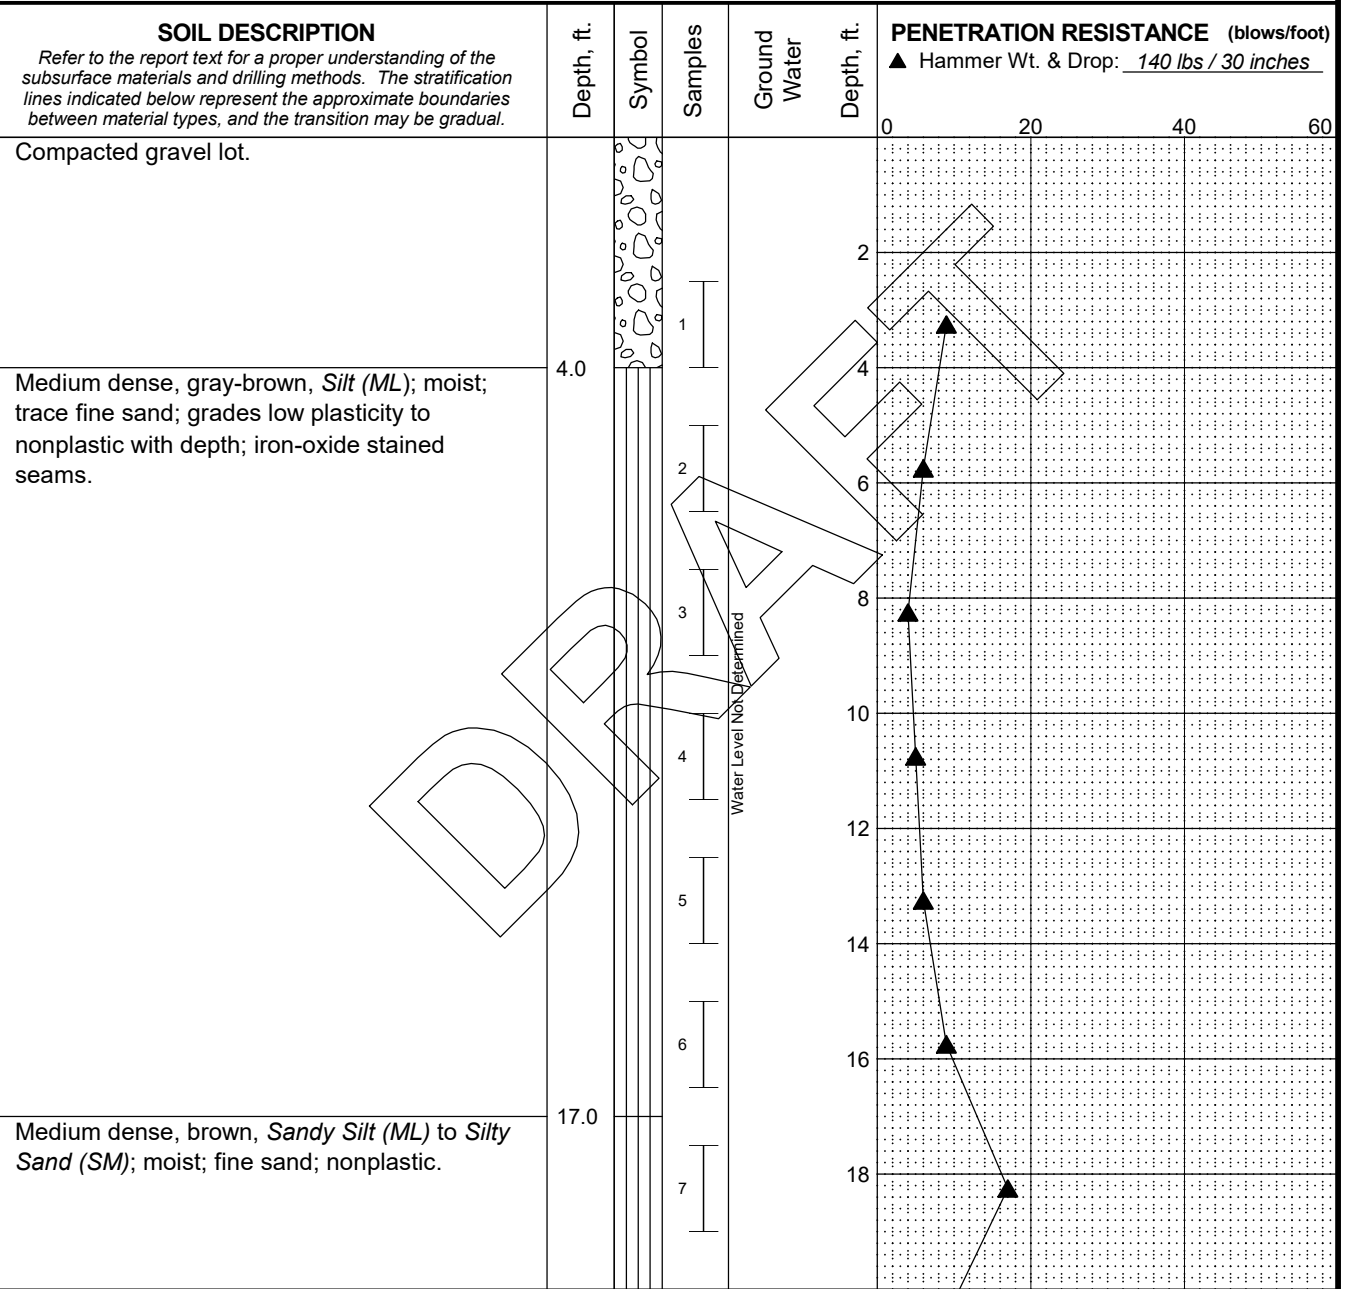 SOIL DESCRIPTION
Refer to the report text for a proper understanding of the
subsurface materials and drilling methods. The stratification
lines indicated below represent the approximate boundaries
between material types, and the transition may be gradual.
Depth, ft.
Symbol
Samples
Ground
Water
Depth, ft.
PENETRATION RESISTANCE (blows/foot)
▲ Hammer Wt. & Drop: 140 lbs / 30 inches
0 20 40 60
Compacted gravel lot.
2
1
4.0
4
Medium dense, gray-brown, Silt (ML); moist;
trace fine sand; grades low plasticity to
nonplastic with depth; iron-oxide stained
seams.
2
6
8
3
Water Level Not Determined
10
4
12
5
14
6
16
17.0
Medium dense, brown, Sandy Silt (ML) to Silty
Sand (SM); moist; fine sand; nonplastic.
18
7
DRAFT